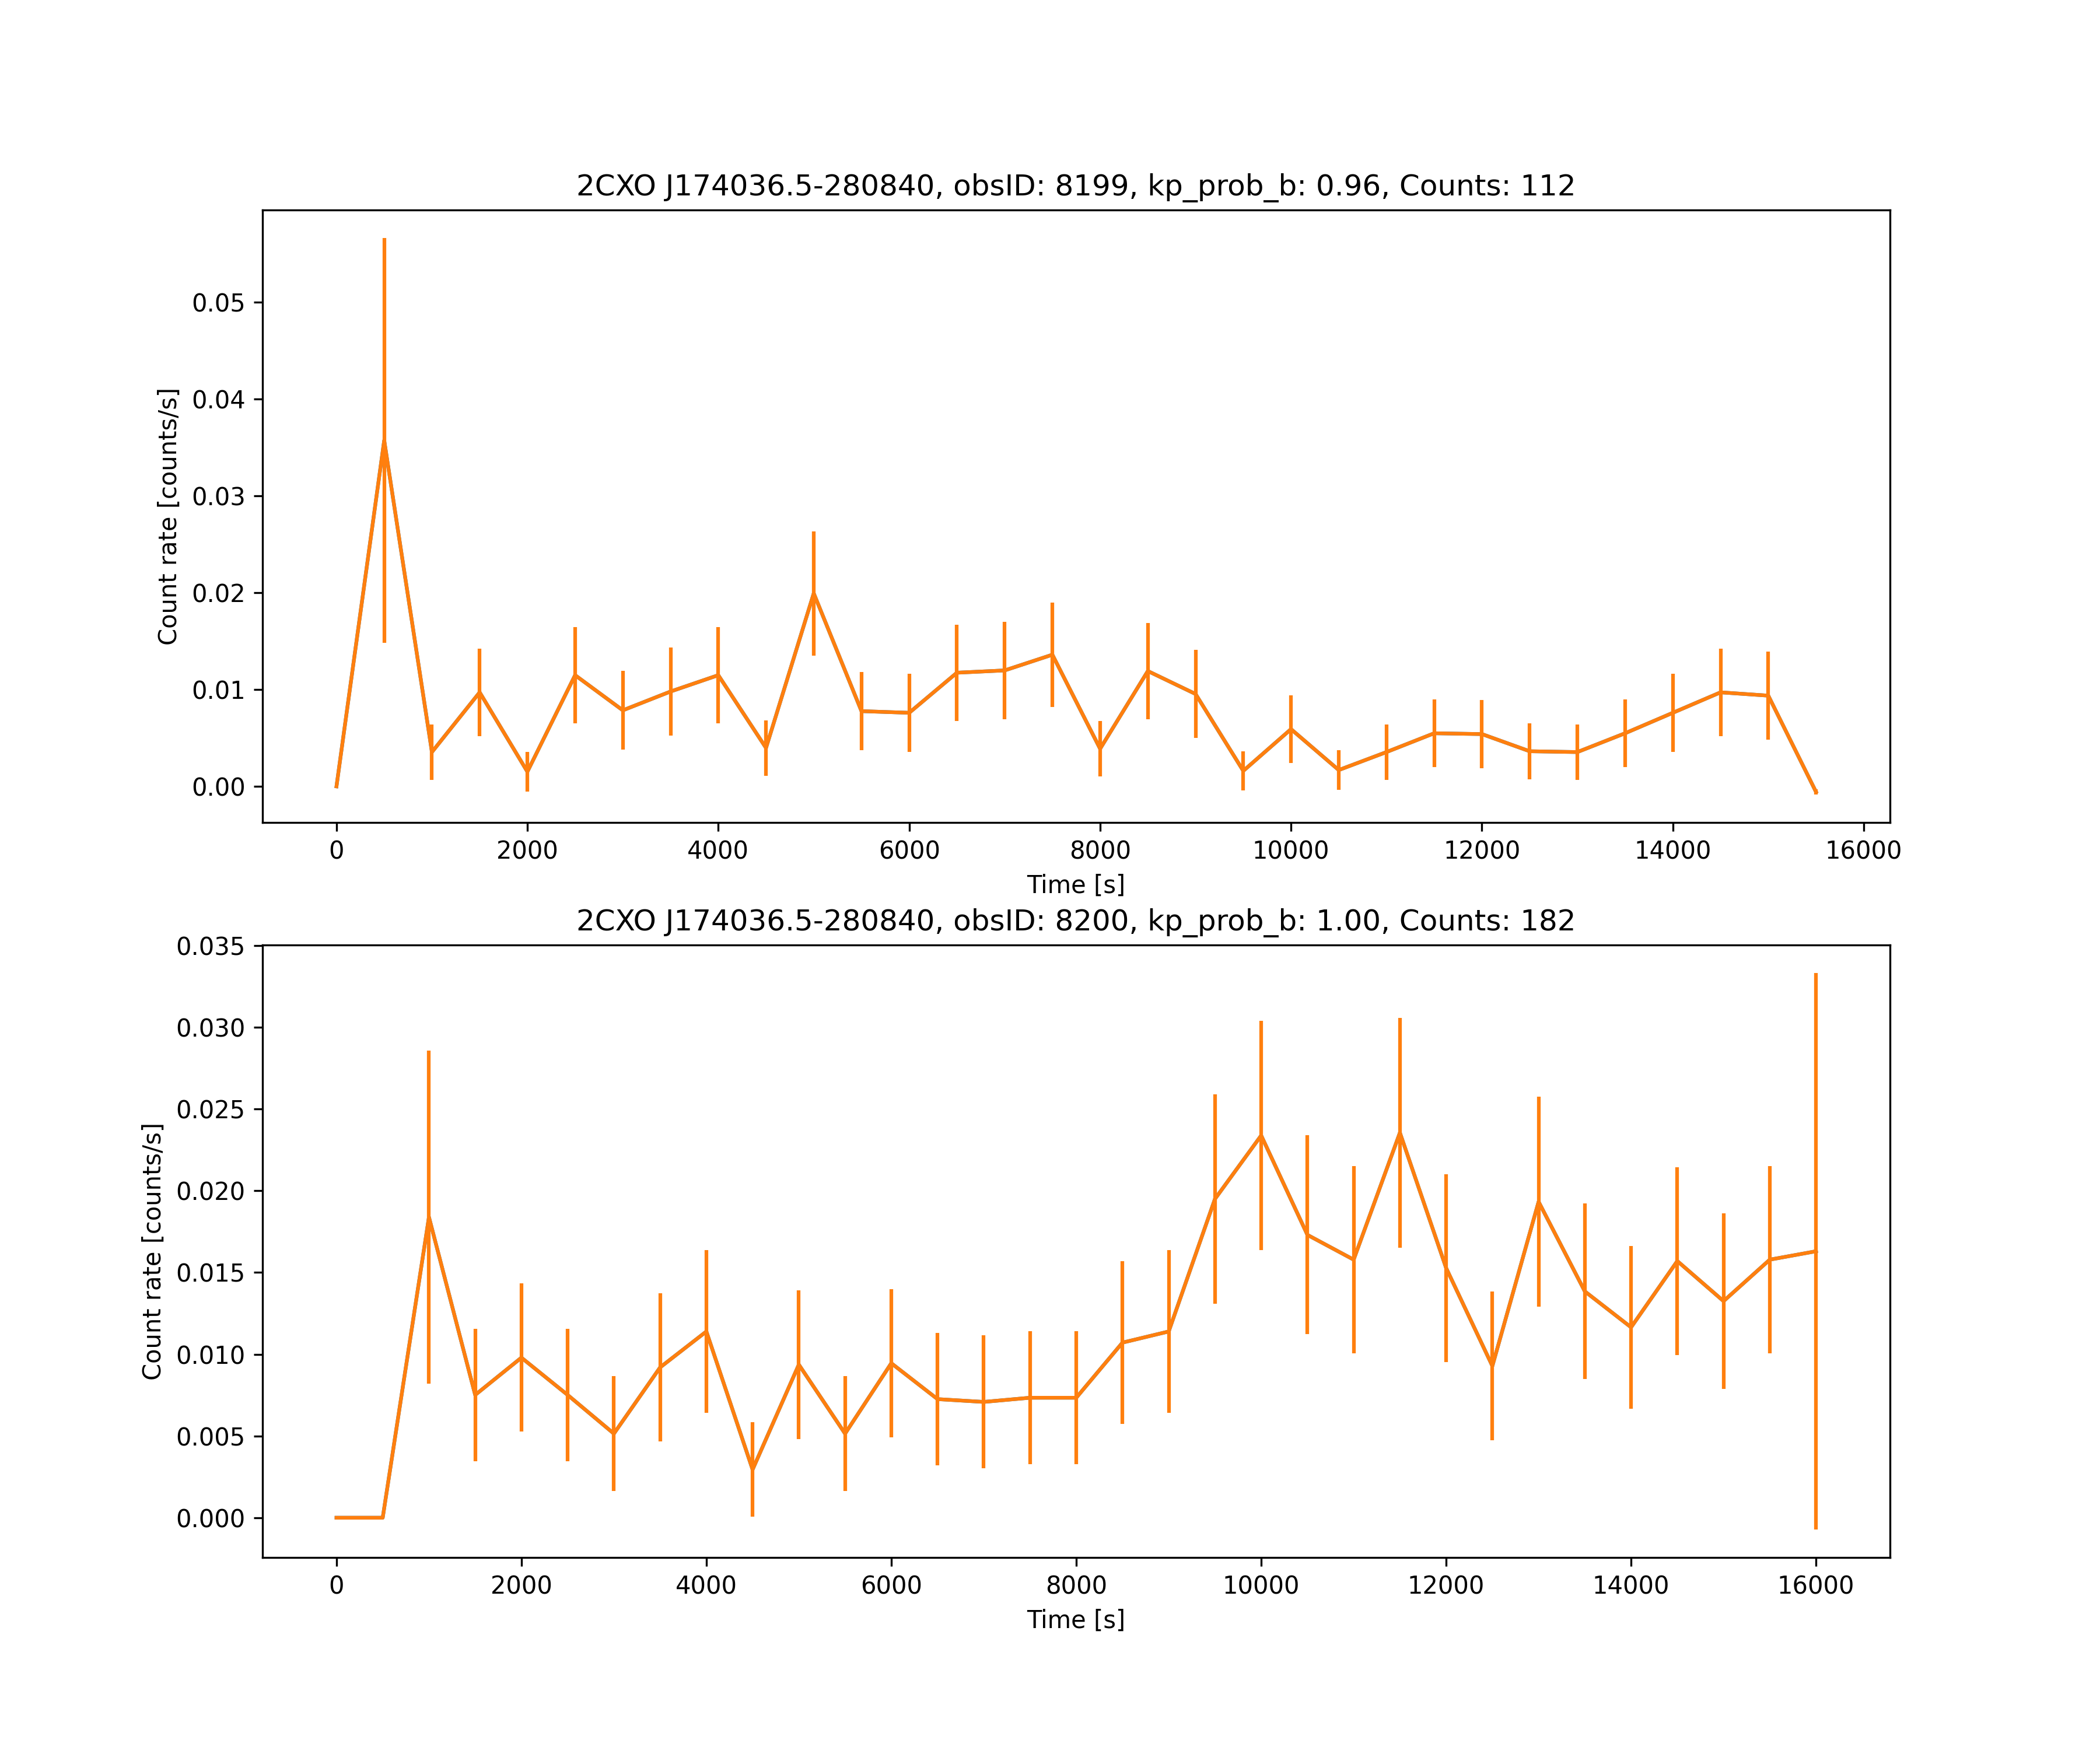 2CXO J174036.5-280840, obsID: 8199, kp_prob_b: 0.96, Counts: 112
Count rate [counts/s]
0.05
0.04
0.03
0.02
0.01
0.00
0 2000 4000 6000 8000 10000 12000 14000 16000
Time [s]
2CXO J174036.5-280840, obsID: 8200, kp_prob_b: 1.00, Counts: 182
Count rate [counts/s]
0.035
0.030
0.025
0.020
0.015
0.010
0.005
0.000
0 2000 4000 6000 8000 10000 12000 14000 16000
Time [s]